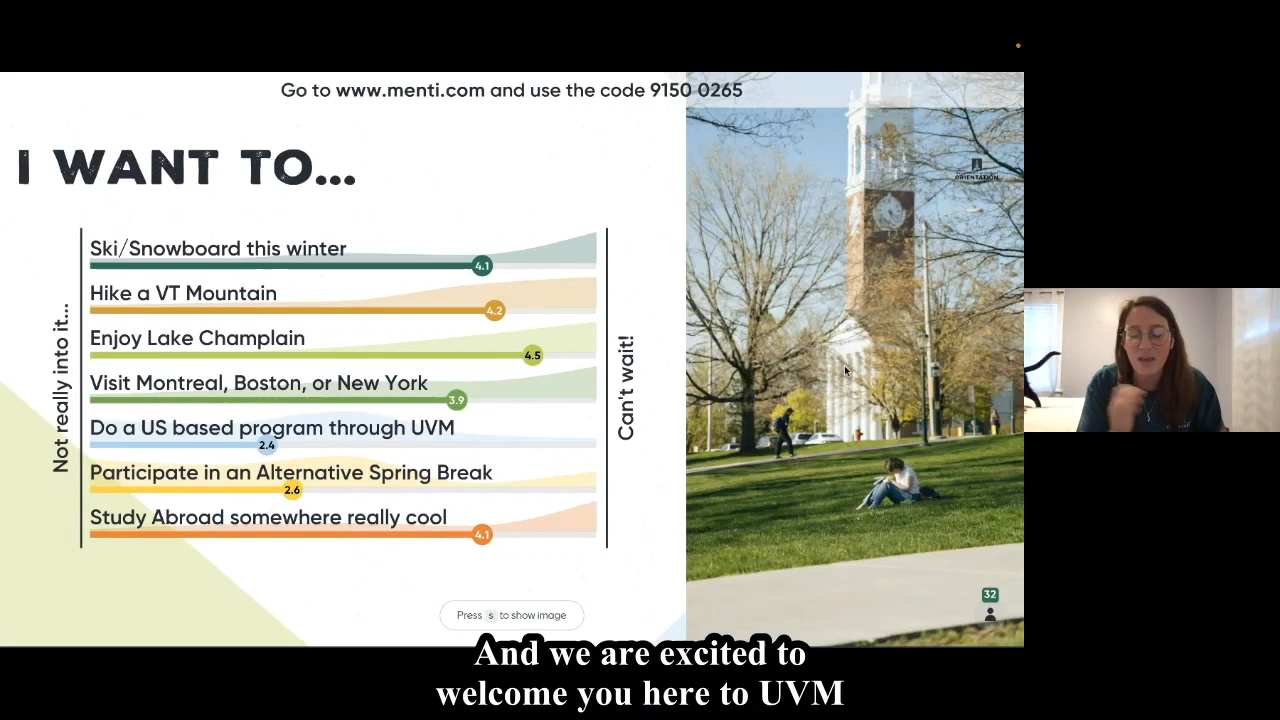 Go to www.menti.com and use the code 9150 0265
I WANT TO...
ORIENTATION
Not really into it...
Ski/Snowboard this winter
4.1
Hike a VT Mountain
4.2
Enjoy Lake Champlain
4.5
Visit Montreal, Boston, or New York
3.9
Do a US based program through UVM
2.4
Participate in an Alternative Spring Break
2.6
Study Abroad somewhere really cool
4.1
Can't wait!
32
Press s to show image
And we are excited to
welcome you here to UVM